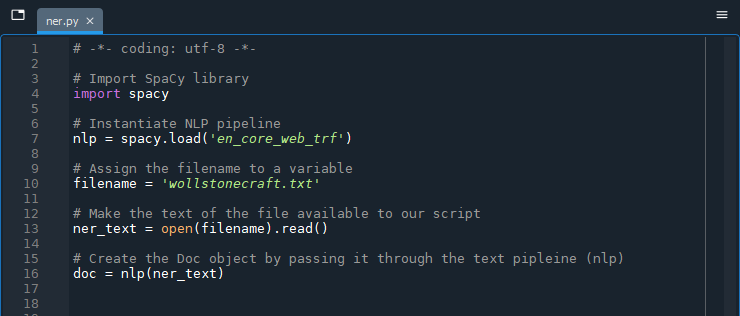 ner.py ×
1 # -*- coding: utf-8 -*-
2
3 # Import SpaCy library
4 import spacy
5
6 # Instantiate NLP pipeline
7 nlp = spacy.load('en_core_web_trf')
8
9 # Assign the filename to a variable
10 filename = 'wollstonecraft.txt'
11
12 # Make the text of the file available to our script
13 ner_text = open(filename).read()
14
15 # Create the Doc object by passing it through the text pipleine (nlp)
16 doc = nlp(ner_text)
17
18